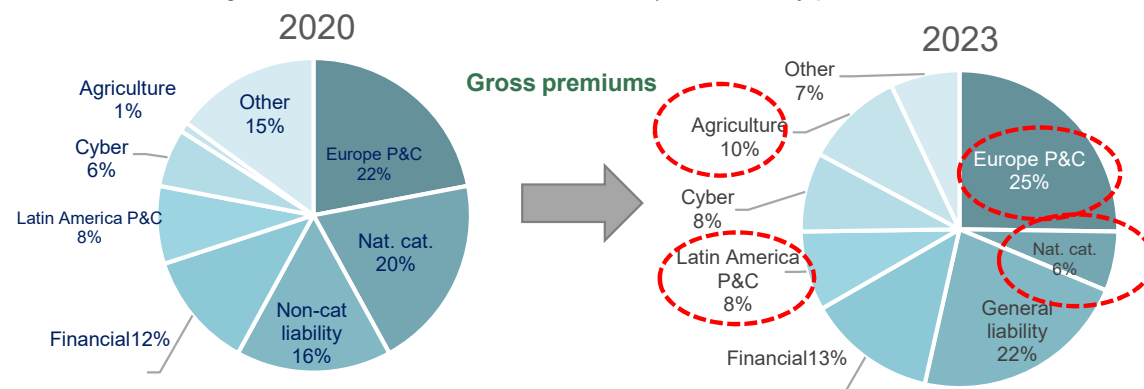 2020
Agriculture
1%
Other
15%
Cyber
6%
Europe P&C
22%
Latin America P&C
8%
Nat. cat.
20%
Non-cat
liability
16%
Financial12%
Gross premiums
2023
Other
7%
Agriculture
10%
Europe P&C
25%
Cyber
8%
Nat. cat.
6%
Latin America
P&C
8%
General
liability
22%
Financial13%